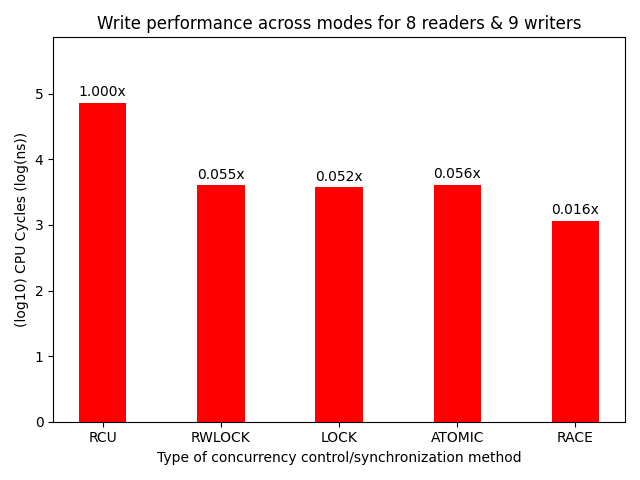 Write performance across modes for 8 readers & 9 writers
(log10) CPU Cycles (log(ns))
5
4
3
2
1
0
1.000x
0.055x
0.052x
0.056x
0.016x
RCU
RWLOCK
LOCK
ATOMIC
RACE
Type of concurrency control/synchronization method